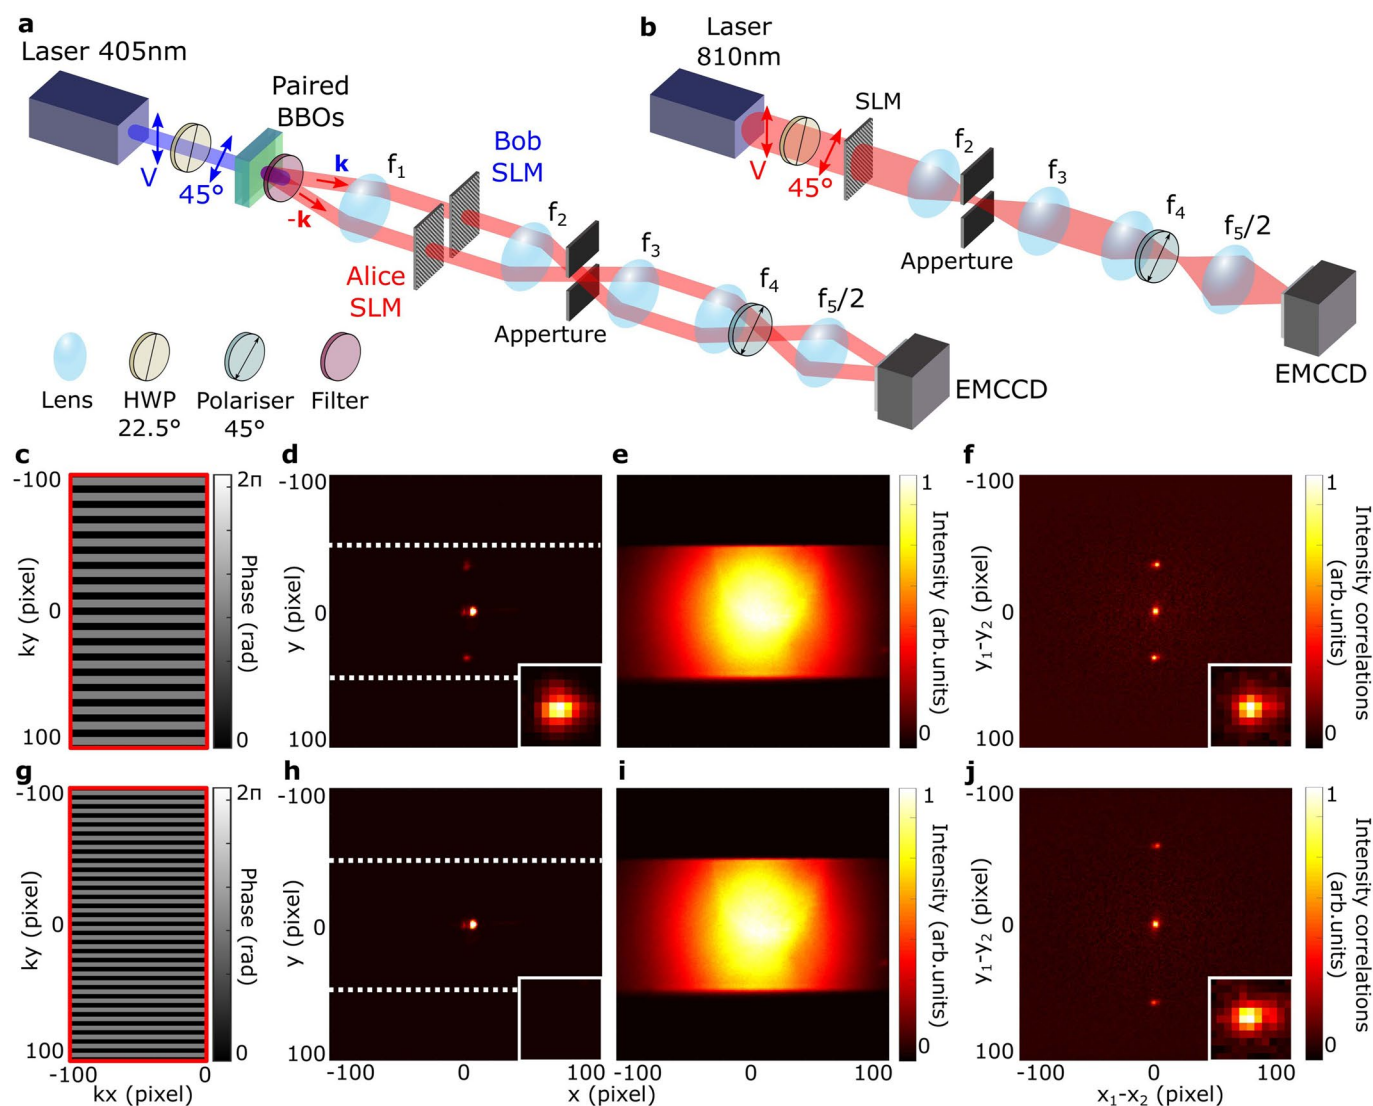 a
Laser 405nm
Paired
BBOs
V
45°
k
-k
f1
Bob
SLM
Alice
SLM
f2
Apperture
f3
f4
f5/2
EMCCD
Lens
HWP
22.5°
Polariser
45°
Filter
b
Laser
810nm
V
45°
SLM
f2
Apperture
f3
f4
f5/2
EMCCD
c
-100
0
100
ky (pixel)
2π
0
Phase (rad)
d
-100
0
100
y (pixel)
e
1
0
Intensity (arb.units)
f
-100
0
100
y1-y2 (pixel)
1
0
Intensity correlations
(arb.units)
g
-100
0
100
ky (pixel)
-100
0
kx (pixel)
2π
0
Phase (rad)
h
-100
0
100
y (pixel)
0
100
i
0
100
x (pixel)
1
0
Intensity (arb.units)
j
-100
0
100
y1-y2 (pixel)
-100
0
100
x1-x2 (pixel)
1
0
Intensity correlations
(arb.units)